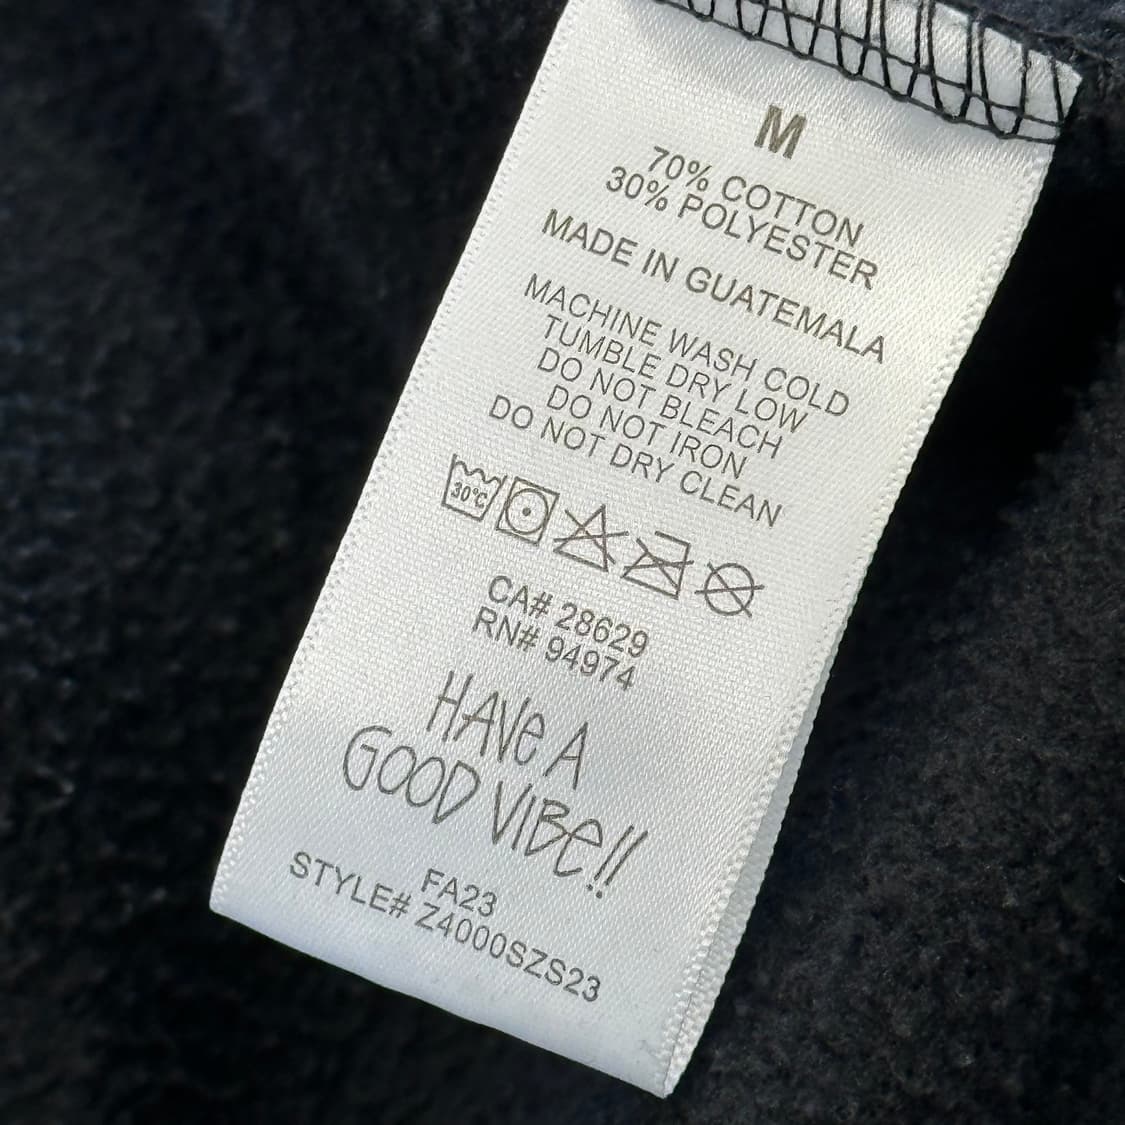 M
70% COTTON
30% POLYESTER
MADE IN GUATEMALA
MACHINE WASH COLD
TUMBLE DRY LOW
DO NOT BLEACH
DO NOT IRON
DO NOT DRY CLEAN
30°C
CA# 28629
RN# 94974
HAVe A
GOOD VIBe!!
FA23
STYLE# Z4000SZS23